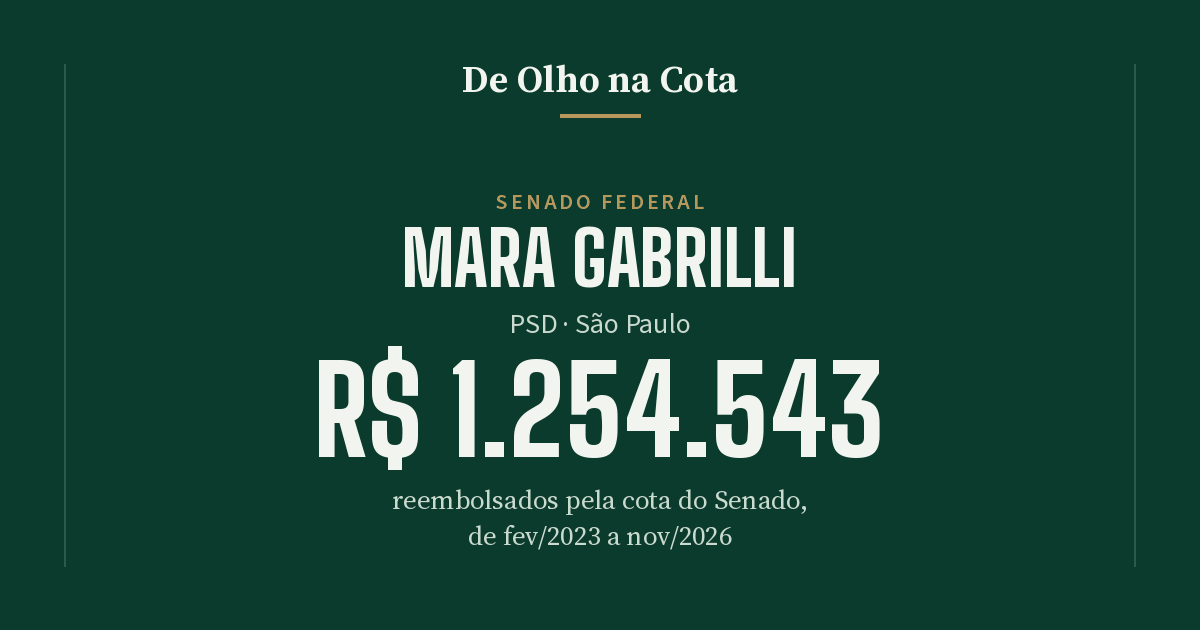 De Olho na Cota
SENADO FEDERAL
MARA GABRILLI
PSD · São Paulo
R$ 1.254.543
reembolsados pela cota do Senado,
de fev/2023 a nov/2026